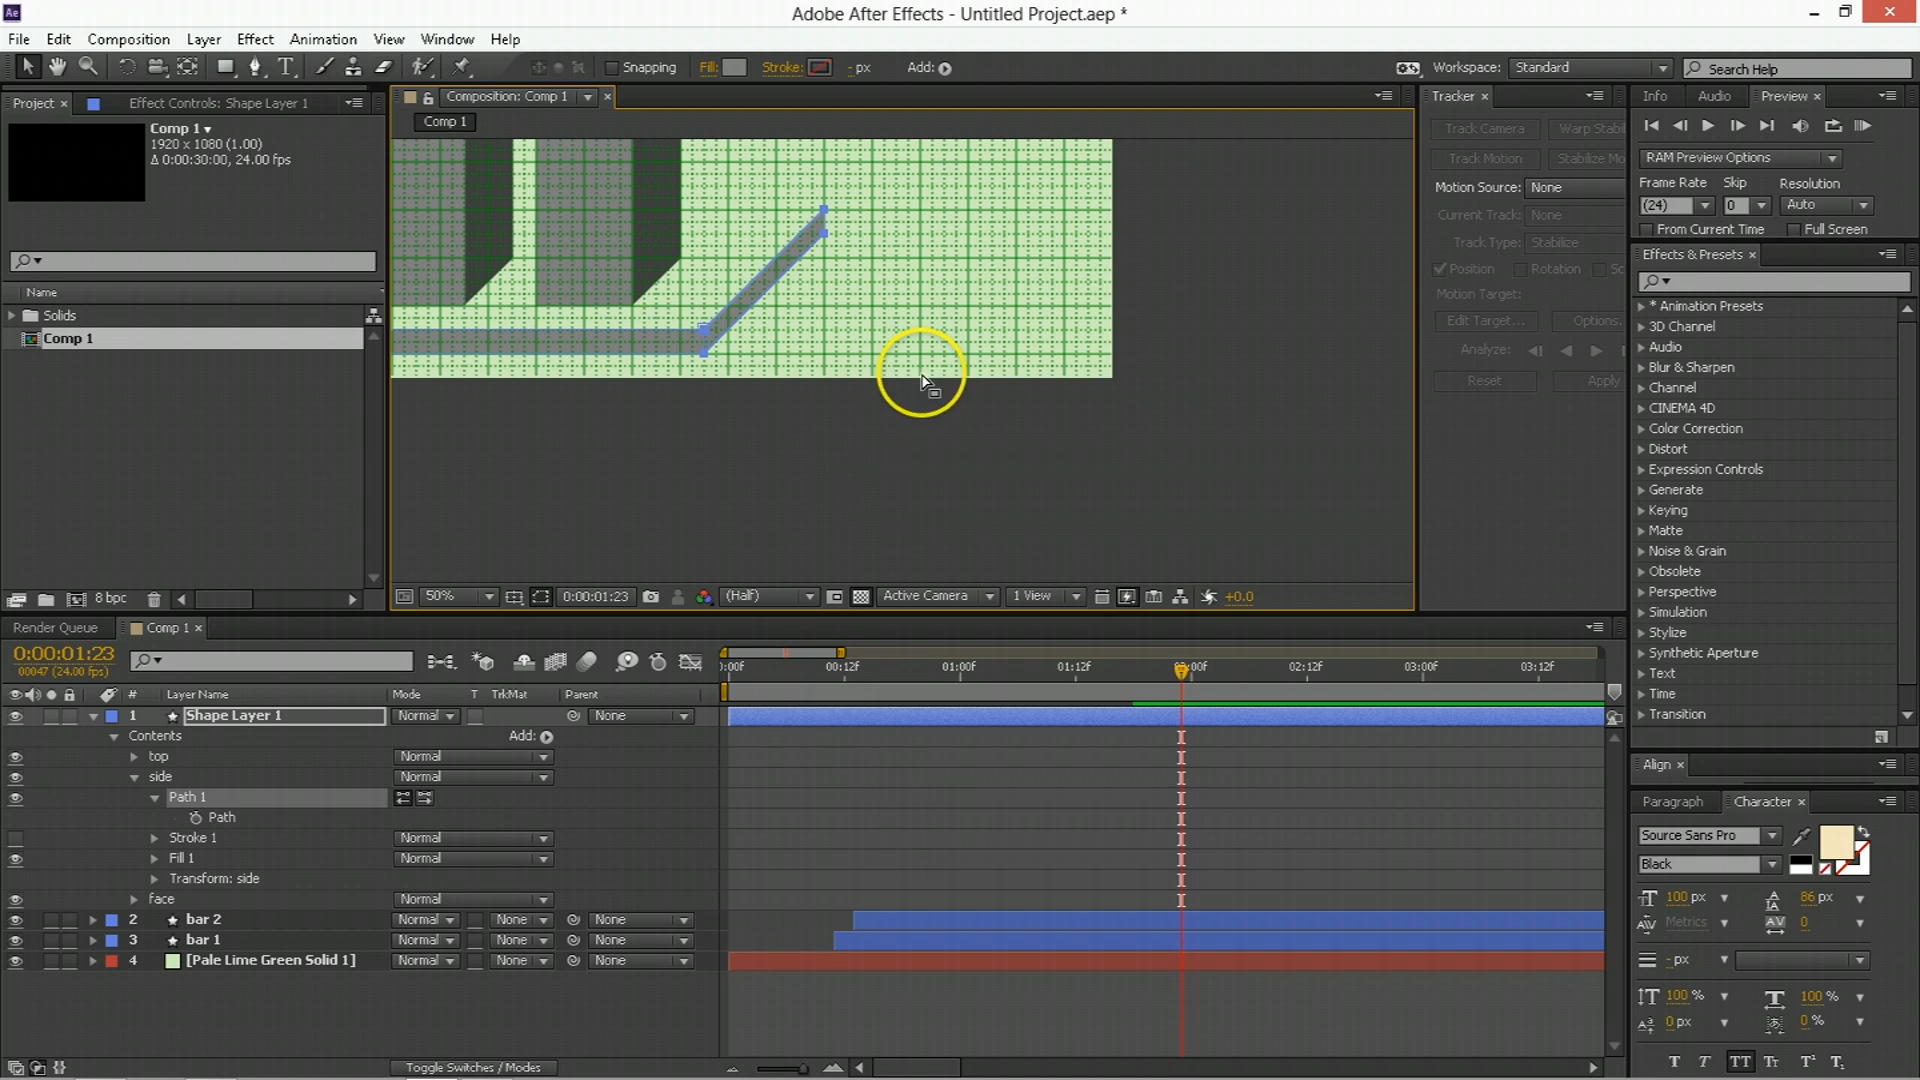 Ae
Adobe After Effects - Untitled Project.aep *
File Edit Composition Layer Effect Animation View Window Help
Snapping Fill: Stroke: - px Add: Workspace: Standard Search Help
Project × Effect Controls: Shape Layer 1
Composition: Comp 1 ×
Tracker ×
Info Audio Preview ×
Comp 1
1920 x 1080 (1.00)
Δ 0:00:30:00, 24.00 fps
Comp 1
Track Camera Warp Stabi
Track Motion Stabilize Mo
Motion Source: None
Current Track: None
Track Type: Stabilize
Position Rotation Sc
Motion Target:
Edit Target... Options.
Analyze:
Reset Apply
RAM Preview Options
Frame Rate Skip Resolution
(24) 0 Auto
From Current Time Full Screen
Effects & Presets ×
* Animation Presets
3D Channel
Audio
Blur & Sharpen
Channel
CINEMA 4D
Color Correction
Distort
Expression Controls
Generate
Keying
Matte
Noise & Grain
Obsolete
Perspective
Simulation
Stylize
Synthetic Aperture
Text
Time
Transition
Name
Solids
Comp 1
8 bpc
50% 0:00:01:23 (Half) Active Camera 1 View +0.0
Render Queue Comp 1 ×
0:00:01:23
00047 (24.00 fps)
0:00f 00:12f 01:00f 01:12f 02:00f 02:12f 03:00f 03:12f
# Layer Name Mode T TrkMat Parent
1 Shape Layer 1 Normal None
Contents Add:
top Normal
side Normal
Path 1
Path
Stroke 1 Normal
Fill 1 Normal
Transform: side
face Normal
2 bar 2 Normal None None
3 bar 1 Normal None None
4 [Pale Lime Green Solid 1] Normal None None
Toggle Switches / Modes
Align ×
Paragraph Character ×
Source Sans Pro
Black
100 px 86 px
Metrics 0
- px
100 % 100 %
0 px 0 %
T T TT Tt T¹ T₁